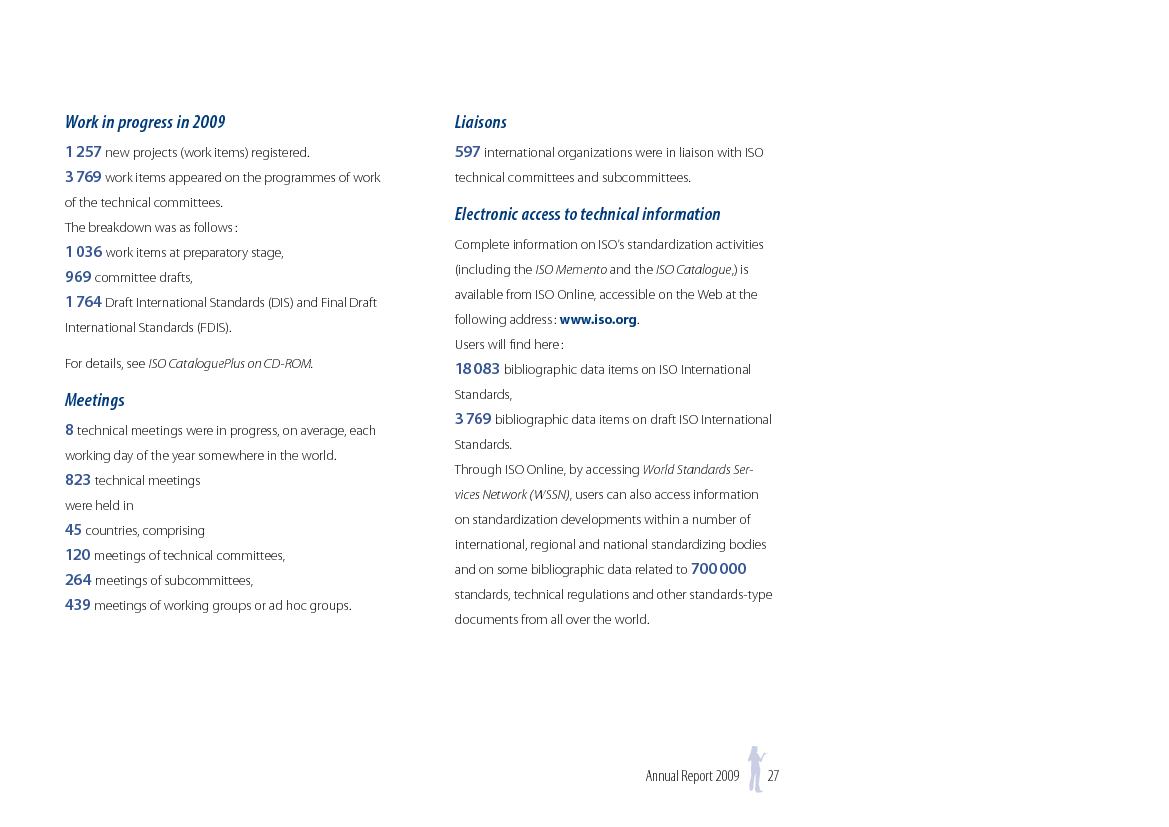 Work in progress in 2009
1 257 new projects (work items) registered.
3 769 work items appeared on the programmes of work
of the technical committees.
The breakdown was as follows :
1 036 work items at preparatory stage,
969 committee drafts,
1 764 Draft International Standards (DIS) and Final Draft
International Standards (FDIS).
For details, see ISO CataloguePlus on CD-ROM.
Meetings
8 technical meetings were in progress, on average, each
working day of the year somewhere in the world.
823 technical meetings
were held in
45 countries, comprising
120 meetings of technical committees,
264 meetings of subcommittees,
439 meetings of working groups or ad hoc groups.
Liaisons
597 international organizations were in liaison with ISO
technical committees and subcommittees.
Electronic access to technical information
Complete information on ISO's standardization activities
(including the ISO Memento and the ISO Catalogue,) is
available from ISO Online, accessible on the Web at the
following address : www.iso.org.
Users will find here :
18 083 bibliographic data items on ISO International
Standards,
3 769 bibliographic data items on draft ISO International
Standards.
Through ISO Online, by accessing World Standards Ser-
vices Network (WSSN), users can also access information
on standardization developments within a number of
international, regional and national standardizing bodies
and on some bibliographic data related to 700 000
standards, technical regulations and other standards-type
documents from all over the world.
Annual Report 2009 27